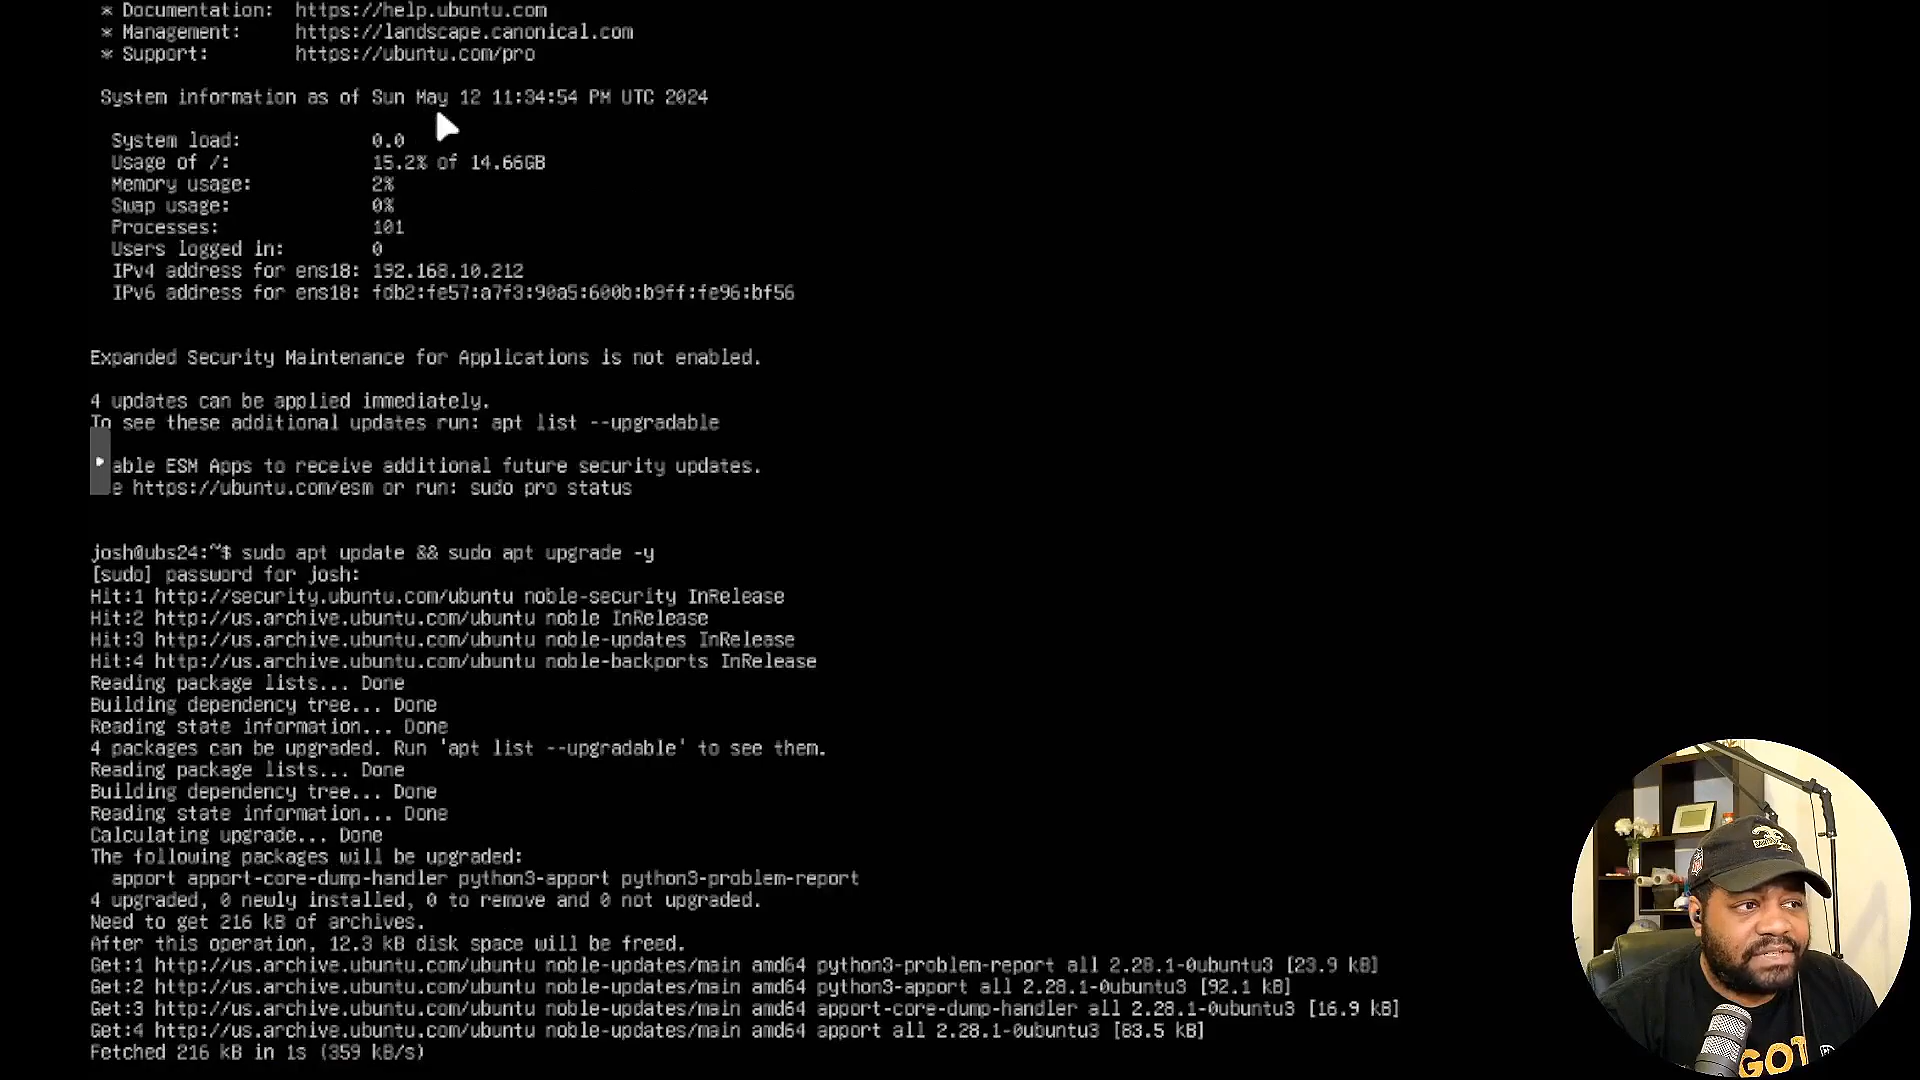 * Documentation:  https://help.ubuntu.com
* Management:     https://landscape.canonical.com
* Support:        https://ubuntu.com/pro
System information as of Sun May 12 11:34:54 PM UTC 2024
System load:            0.0
Usage of /:             15.2% of 14.66GB
Memory usage:           2%
Swap usage:             0%
Processes:              101
Users logged in:        0
IPv4 address for ens18: 192.168.10.212
IPv6 address for ens18: fdb2:fe57:a7f3:90a5:600b:b9ff:fe96:bf56
Expanded Security Maintenance for Applications is not enabled.
4 updates can be applied immediately.
To see these additional updates run: apt list --upgradable
able ESM Apps to receive additional future security updates.
e https://ubuntu.com/esm or run: sudo pro status
josh@ubs24:~$ sudo apt update && sudo apt upgrade -y
[sudo] password for josh:
Hit:1 http://security.ubuntu.com/ubuntu noble-security InRelease
Hit:2 http://us.archive.ubuntu.com/ubuntu noble InRelease
Hit:3 http://us.archive.ubuntu.com/ubuntu noble-updates InRelease
Hit:4 http://us.archive.ubuntu.com/ubuntu noble-backports InRelease
Reading package lists... Done
Building dependency tree... Done
Reading state information... Done
4 packages can be upgraded. Run 'apt list --upgradable' to see them.
Reading package lists... Done
Building dependency tree... Done
Reading state information... Done
Calculating upgrade... Done
The following packages will be upgraded:
apport apport-core-dump-handler python3-apport python3-problem-report
4 upgraded, 0 newly installed, 0 to remove and 0 not upgraded.
Need to get 216 kB of archives.
After this operation, 12.3 kB disk space will be freed.
Get:1 http://us.archive.ubuntu.com/ubuntu noble-updates/main amd64 python3-problem-report all 2.28.1-0ubuntu3 [23.9 kB]
Get:2 http://us.archive.ubuntu.com/ubuntu noble-updates/main amd64 python3-apport all 2.28.1-0ubuntu3 [92.1 kB]
Get:3 http://us.archive.ubuntu.com/ubuntu noble-updates/main amd64 apport-core-dump-handler all 2.28.1-0ubuntu3 [16.9 kB]
Get:4 http://us.archive.ubuntu.com/ubuntu noble-updates/main amd64 apport all 2.28.1-0ubuntu3 [83.5 kB]
Fetched 216 kB in 1s (359 kB/s)
GOT